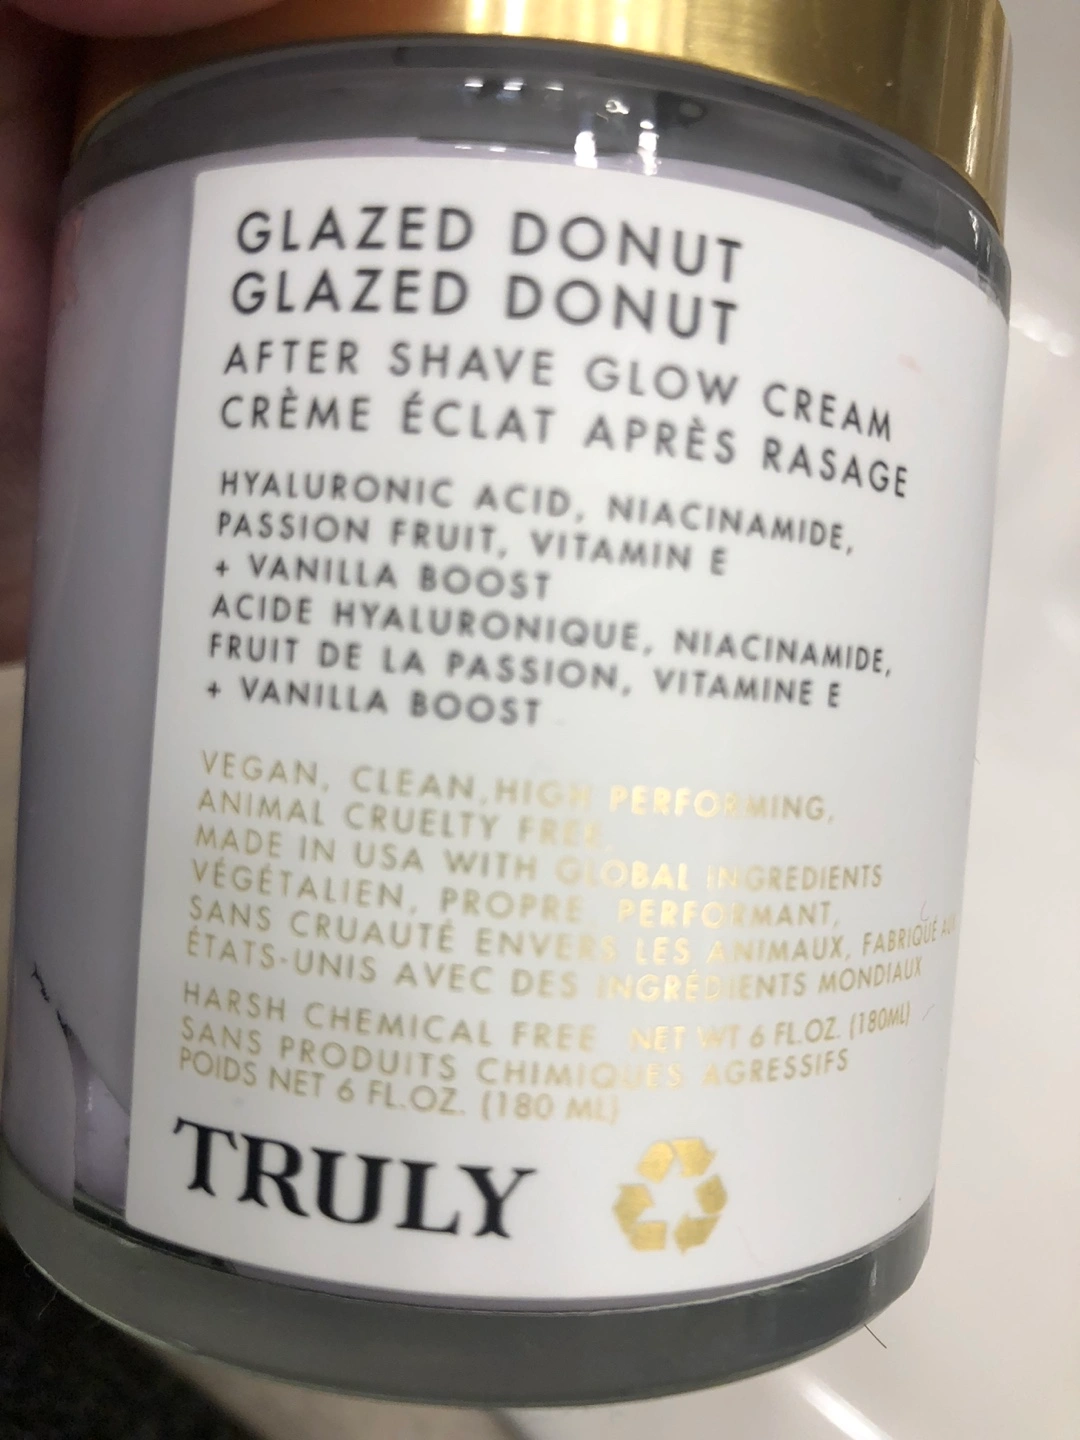 GLAZED DONUT
GLAZED DONUT
AFTER SHAVE GLOW CREAM
CRÈME ÉCLAT APRÈS RASAGE
HYALURONIC ACID, NIACINAMIDE,
PASSION FRUIT, VITAMIN E
+ VANILLA BOOST
ACIDE HYALURONIQUE, NIACINAMIDE,
FRUIT DE LA PASSION, VITAMINE E
+ VANILLA BOOST
VEGAN, CLEAN,HIGH PERFORMING,
ANIMAL CRUELTY FREE,
MADE IN USA WITH GLOBAL INGREDIENTS
VÉGÉTALIEN, PROPRE, PERFORMANT,
SANS CRUAUTÉ ENVERS LES ANIMAUX, FABRIQUÉ AUX
ÉTATS-UNIS AVEC DES INGRÉDIENTS MONDIAUX
HARSH CHEMICAL FREE NET WT 6 FL.OZ. (180ML)
SANS PRODUITS CHIMIQUES AGRESSIFS
POIDS NET 6 FL.OZ. (180 ML)
TRULY